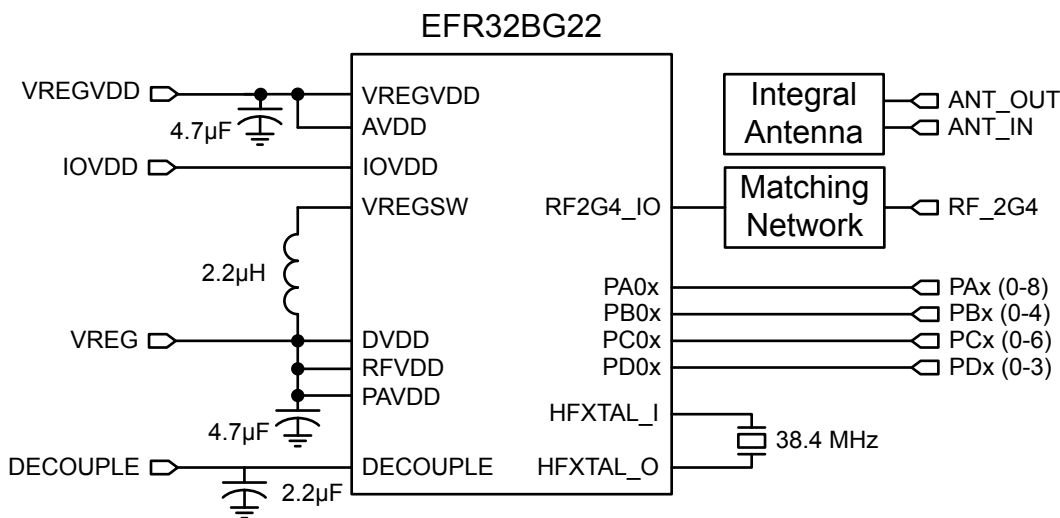 EFR32BG22
VREGVDD
4.7µF
VREGVDD
AVDD
Integral
Antenna
ANT_OUT
ANT_IN
IOVDD
IOVDD
VREGSW
RF2G4_IO
Matching
Network
RF_2G4
2.2µH
PA0x
PAx (0-8)
PB0x
PBx (0-4)
VREG
DVDD
PC0x
PCx (0-6)
RFVDD
PD0x
PDx (0-3)
PAVDD
4.7µF
HFXTAL_I
38.4 MHz
DECOUPLE
DECOUPLE
HFXTAL_O
2.2µF